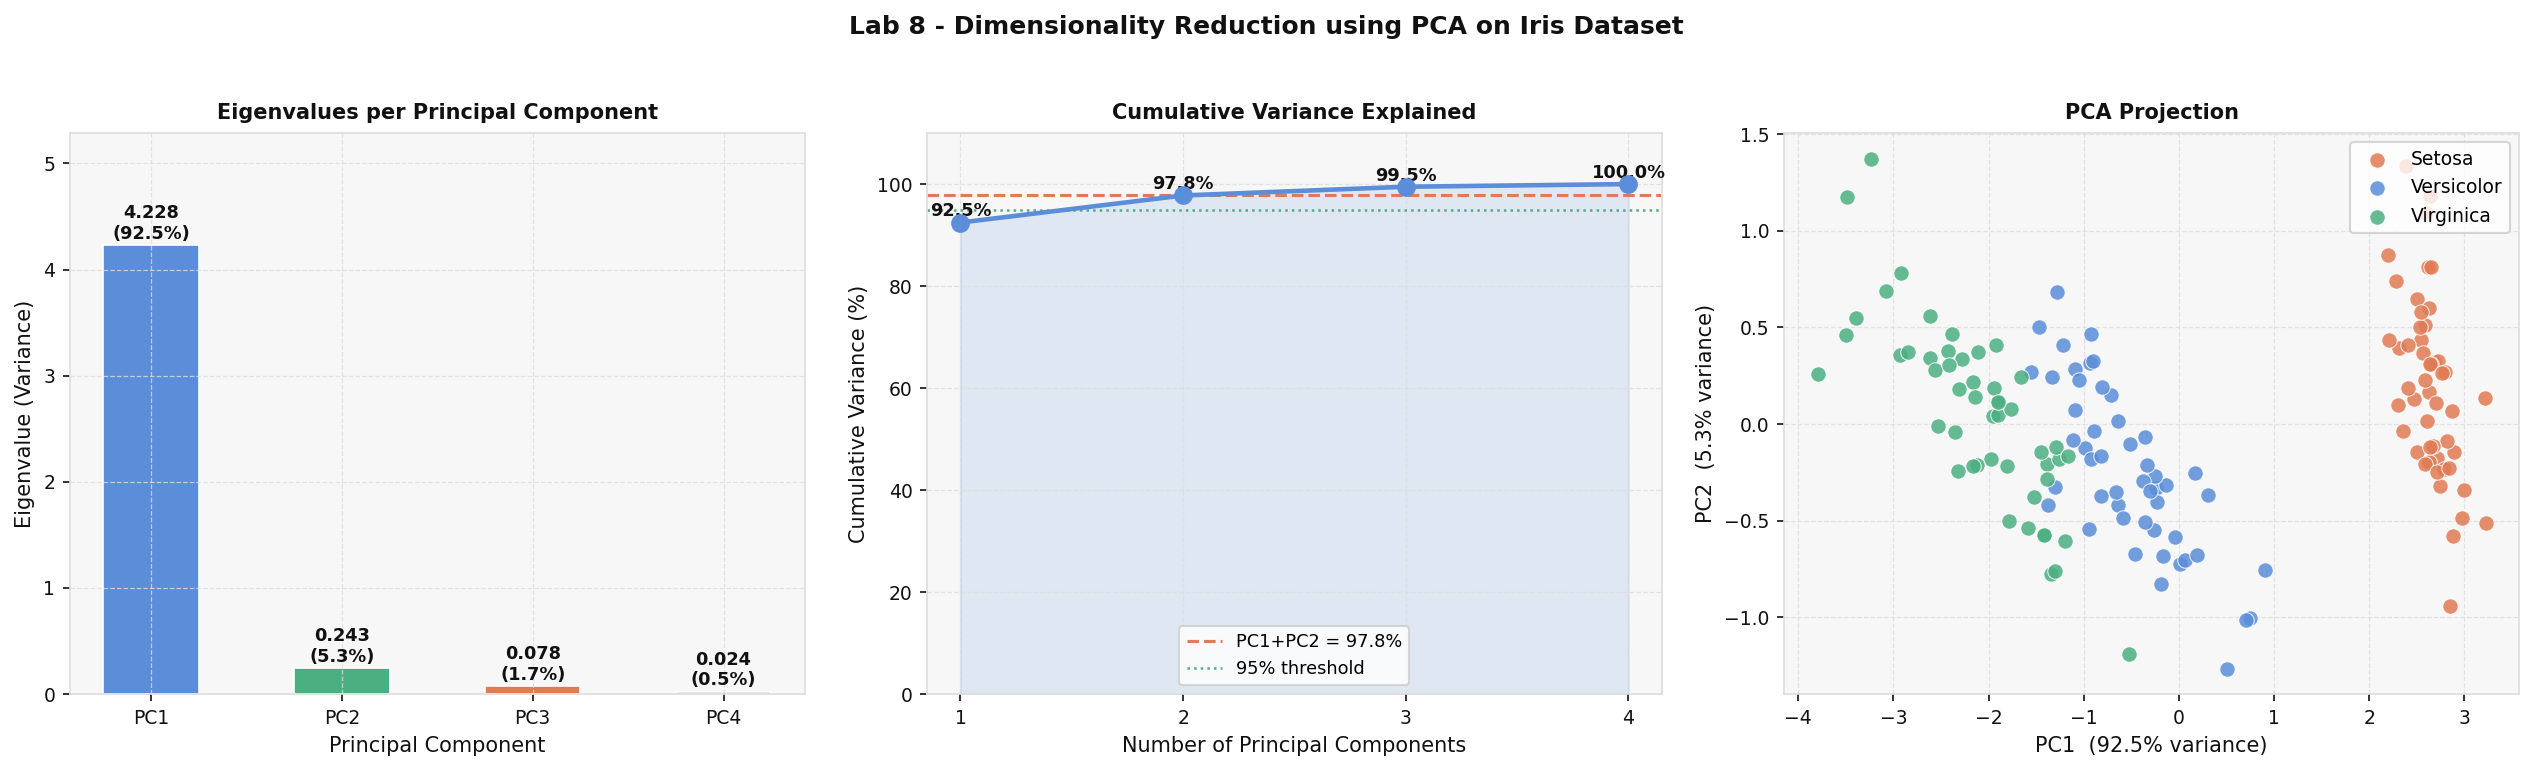 Lab 8 - Dimensionality Reduction using PCA on Iris Dataset
Eigenvalues per Principal Component
Eigenvalue (Variance)
5
4
3
2
1
0
4.228
(92.5%)
0.243
(5.3%)
0.078
(1.7%)
0.024
(0.5%)
PC1 PC2 PC3 PC4
Principal Component
Cumulative Variance Explained
Cumulative Variance (%)
100
80
60
40
20
0
92.5%
97.8%
99.5%
100.0%
PC1+PC2 = 97.8%
95% threshold
1 2 3 4
Number of Principal Components
PCA Projection
PC2  (5.3% variance)
1.5
1.0
0.5
0.0
−0.5
−1.0
Setosa
Versicolor
Virginica
−4 −3 −2 −1 0 1 2 3
PC1  (92.5% variance)